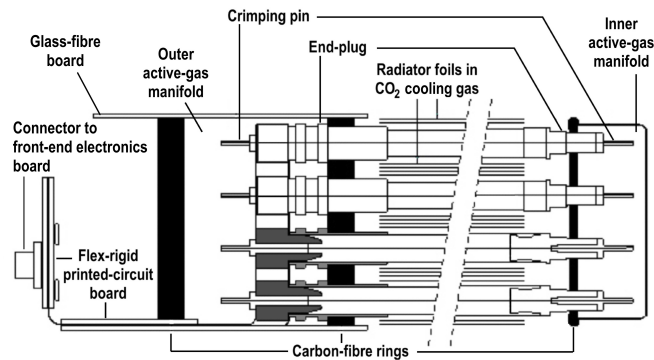 Crimping pin
Glass-fibre
board
Outer
active-gas
manifold
End-plug
Radiator foils in
CO2 cooling gas
Inner
active-gas
manifold
Connector to
front-end electronics
board
Flex-rigid
printed-circuit
board
Carbon-fibre rings